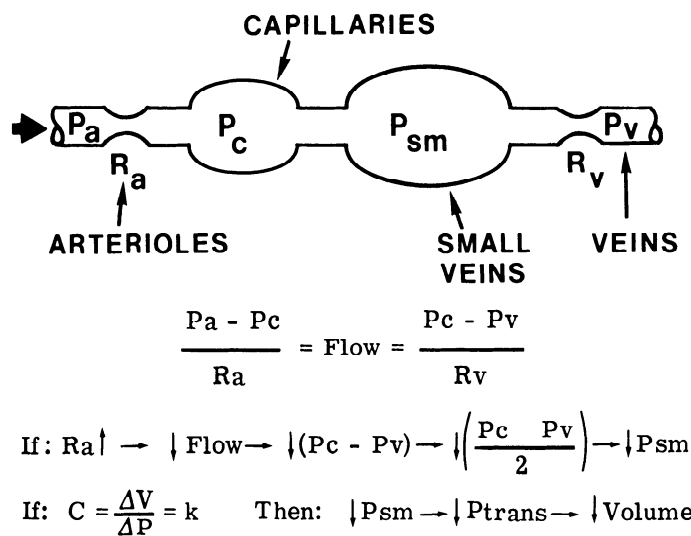 CAPILLARIES
Pa Pc Psm Pv
Ra Rv
ARTERIOLES SMALL VEINS VEINS
Pa - Pc / Ra = Flow = Pc - Pv / Rv
If: Ra↑ → ↓ Flow→ ↓(Pc - Pv) → ↓(Pc Pv / 2) → ↓Psm
If: C = ΔV / ΔP = k Then: ↓Psm → ↓Ptrans → ↓Volume